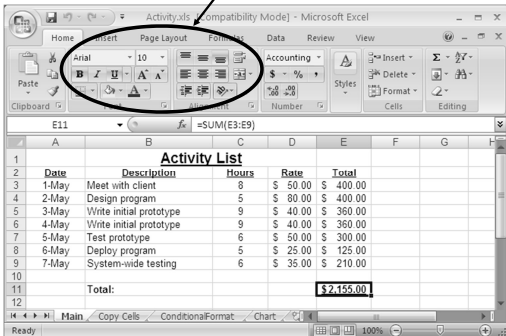 Activity.xls [Compatibility Mode] - Microsoft Excel
Home Insert Page Layout Formulas Data Review View
Arial 10 Accounting Insert Σ
Paste B I U A A $ % , Styles Delete
A Format
Clipboard Font Alignment Number Cells Editing
E11 fx =SUM(E3:E9)
A B C D E F G H
1 Activity List
2 Date Description Hours Rate Total
3 1-May Meet with client 8 $ 50.00 $ 400.00
4 2-May Design program 5 $ 80.00 $ 400.00
5 3-May Write initial prototype 9 $ 40.00 $ 360.00
6 4-May Write initial prototype 9 $ 40.00 $ 360.00
7 5-May Test prototype 6 $ 50.00 $ 300.00
8 6-May Deploy program 5 $ 25.00 $ 125.00
9 7-May System-wide testing 6 $ 35.00 $ 210.00
10
11 Total: $2,155.00
12
Main Copy Cells ConditionalFormat Chart
Ready 100%